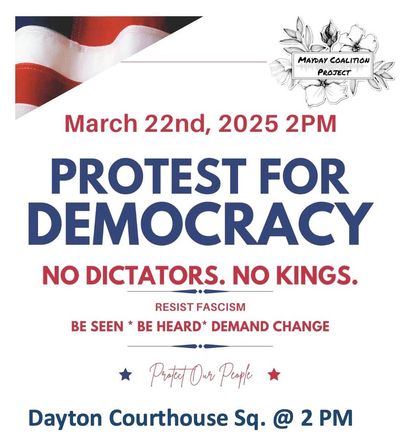 Mayday Coalition
Project
March 22nd, 2025 2PM
PROTEST FOR
DEMOCRACY
NO DICTATORS. NO KINGS.
RESIST FASCISM
BE SEEN * BE HEARD* DEMAND CHANGE
Protect Our People
Dayton Courthouse Sq. @ 2 PM